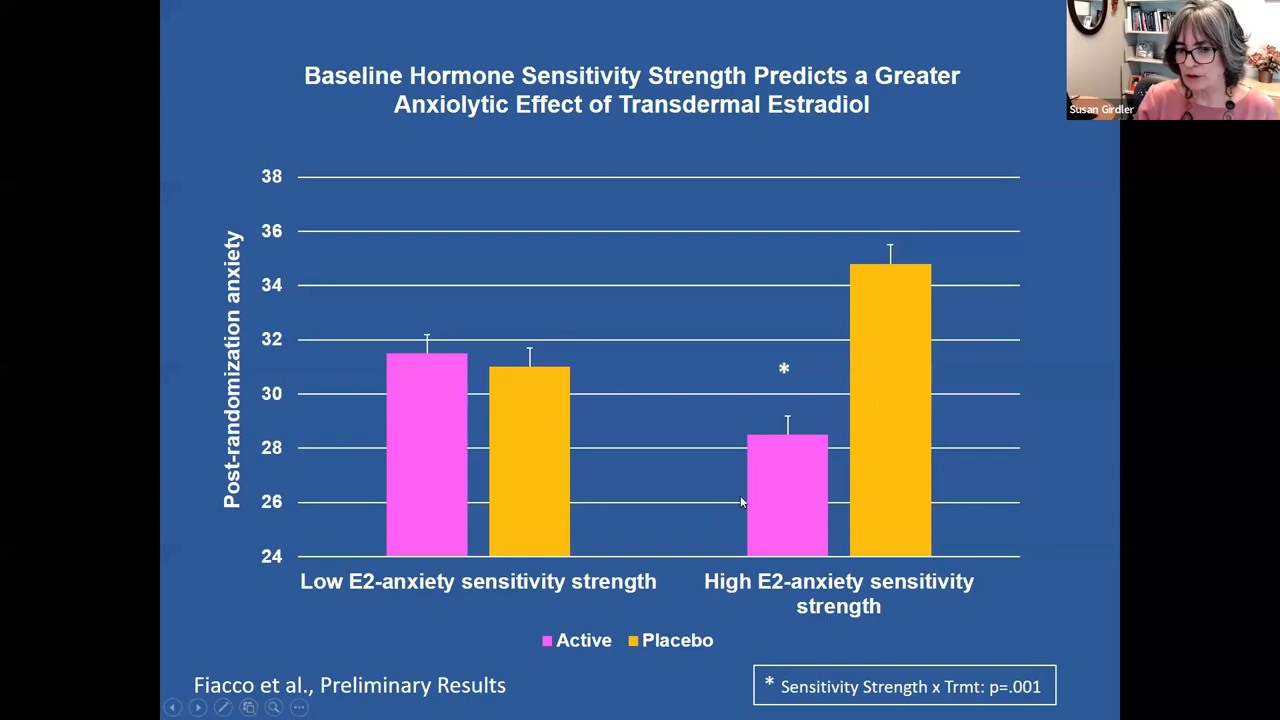 Baseline Hormone Sensitivity Strength Predicts a Greater
Anxiolytic Effect of Transdermal Estradiol
Susan Girdler
Post-randomization anxiety
38
36
34
32
30
28
26
24
*
Low E2-anxiety sensitivity strength
High E2-anxiety sensitivity
strength
Active
Placebo
Fiacco et al., Preliminary Results
* Sensitivity Strength x Trmt: p=.001